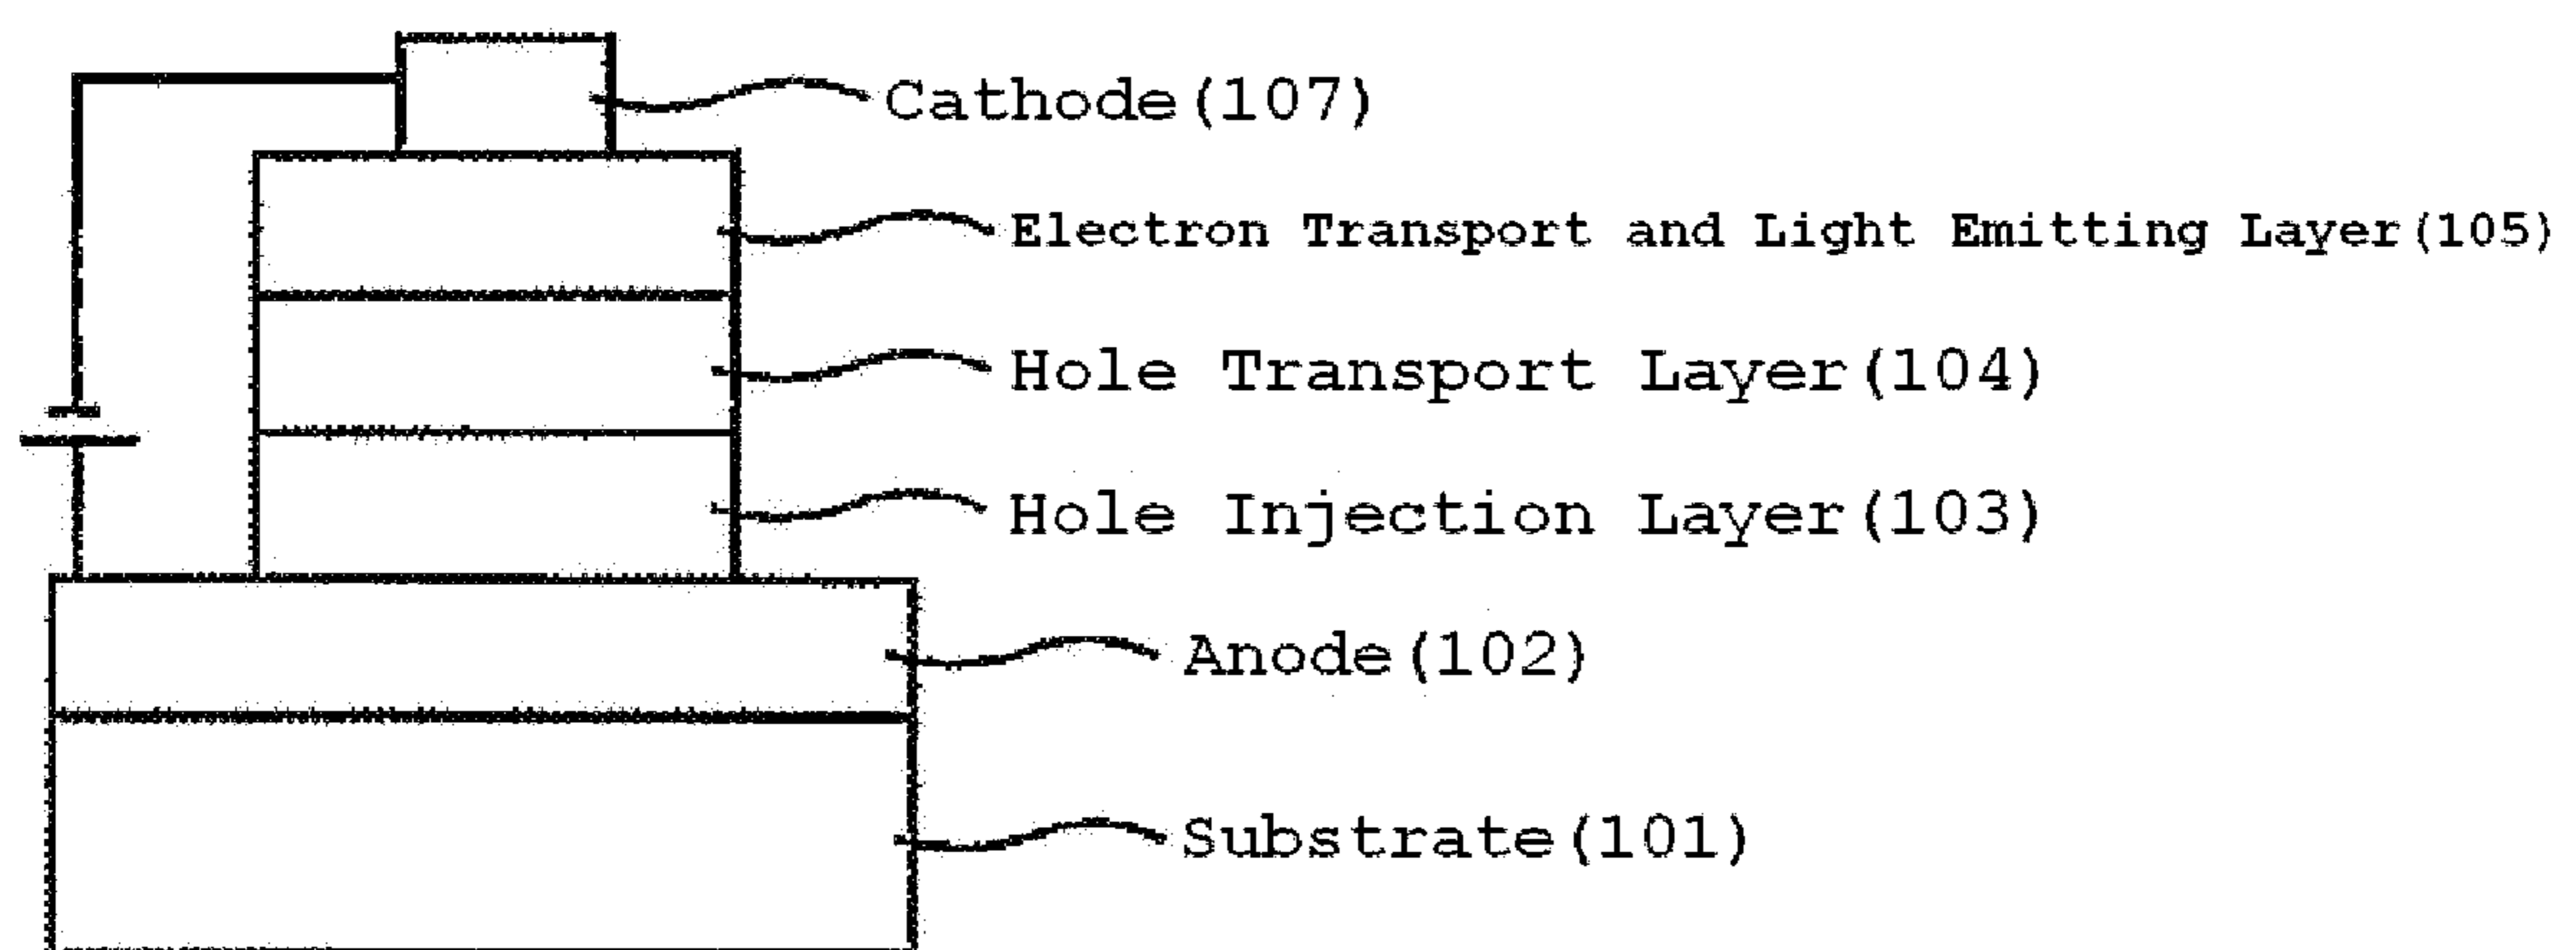 Cathode(107)
Electron Transport and Light Emitting Layer(105)
Hole Transport Layer(104)
Hole Injection Layer(103)
Anode(102)
Substrate(101)